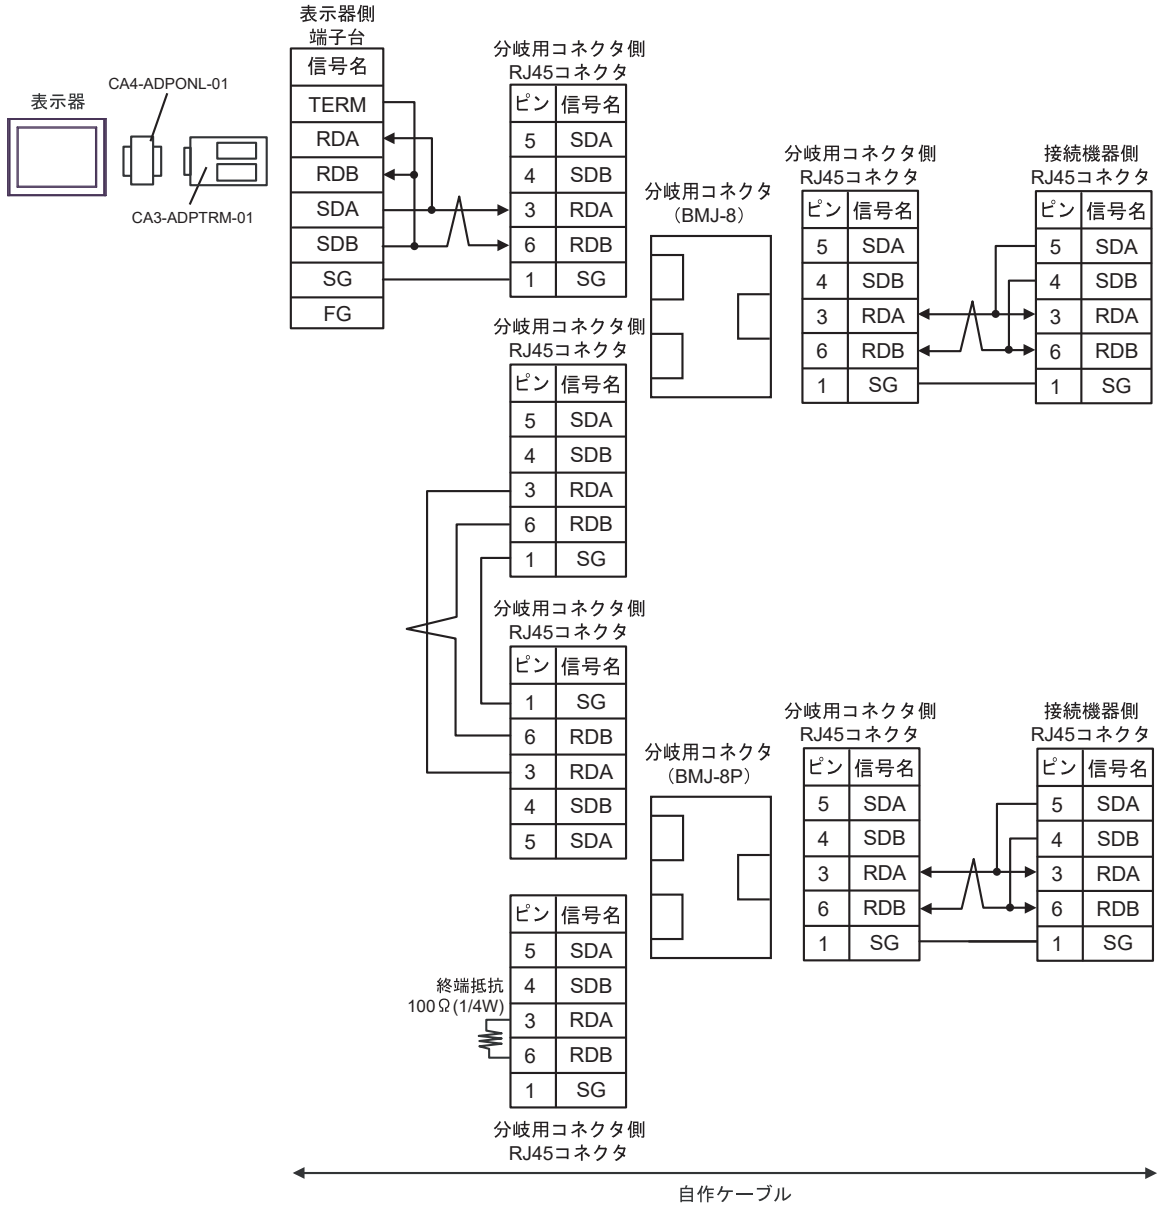 表示器
CA4-ADPONL-01
CA3-ADPTRM-01
表示器側
端子台
信号名
TERM
RDA
RDB
SDA
SDB
SG
FG
分岐用コネクタ側
RJ45コネクタ
ピン 信号名
5 SDA
4 SDB
3 RDA
6 RDB
1 SG
分岐用コネクタ
（BMJ-8）
分岐用コネクタ側
RJ45コネクタ
ピン 信号名
5 SDA
4 SDB
3 RDA
6 RDB
1 SG
接続機器側
RJ45コネクタ
ピン 信号名
5 SDA
4 SDB
3 RDA
6 RDB
1 SG
分岐用コネクタ側
RJ45コネクタ
ピン 信号名
5 SDA
4 SDB
3 RDA
6 RDB
1 SG
分岐用コネクタ側
RJ45コネクタ
ピン 信号名
1 SG
6 RDB
3 RDA
4 SDB
5 SDA
分岐用コネクタ
（BMJ-8P）
分岐用コネクタ側
RJ45コネクタ
ピン 信号名
5 SDA
4 SDB
3 RDA
6 RDB
1 SG
接続機器側
RJ45コネクタ
ピン 信号名
5 SDA
4 SDB
3 RDA
6 RDB
1 SG
終端抵抗
100Ω(1/4W)
ピン 信号名
5 SDA
4 SDB
3 RDA
6 RDB
1 SG
分岐用コネクタ側
RJ45コネクタ
自作ケーブル